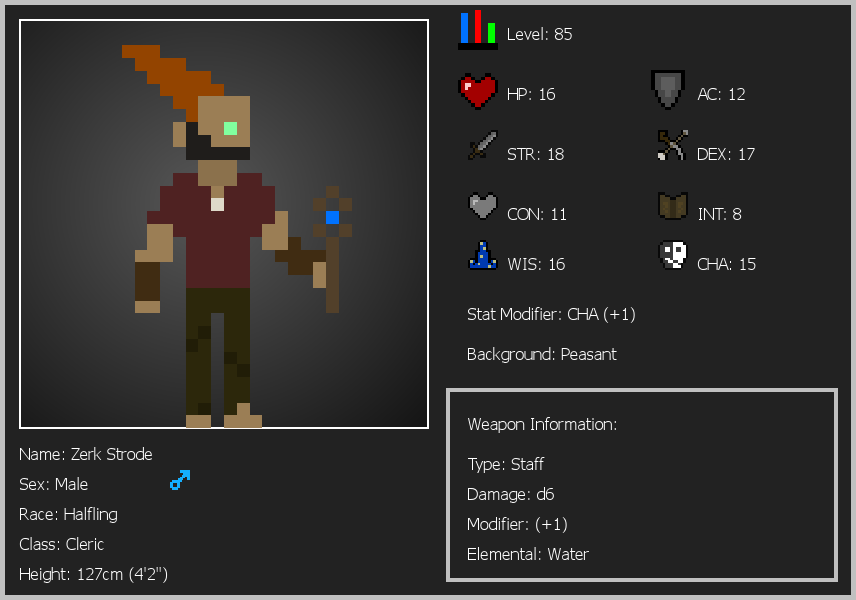 Level: 85
HP: 16
AC: 12
STR: 18
DEX: 17
CON: 11
INT: 8
WIS: 16
CHA: 15
Stat Modifier: CHA (+1)
Background: Peasant
Weapon Information:
Type: Staff
Damage: d6
Modifier: (+1)
Elemental: Water
Name: Zerk Strode
Sex: Male
Race: Halfling
Class: Cleric
Height: 127cm (4'2")